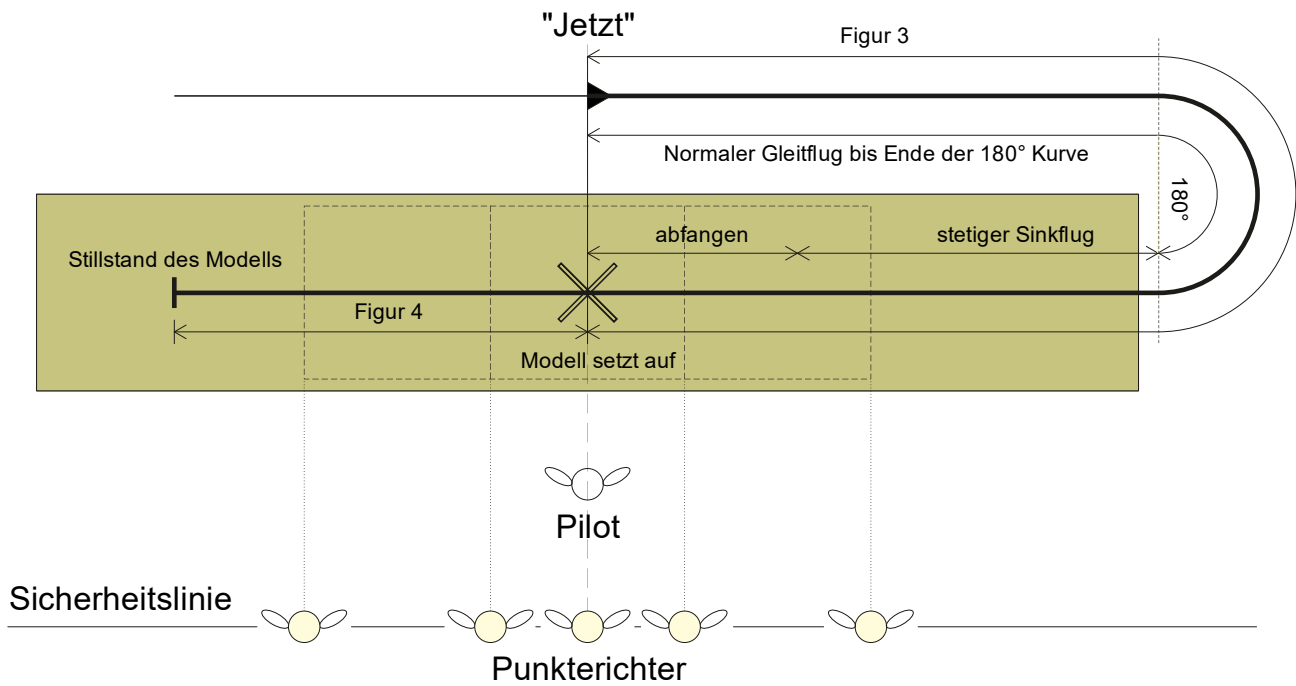 "Jetzt"
Figur 3
Normaler Gleitflug bis Ende der 180° Kurve
180°
abfangen
stetiger Sinkflug
Stillstand des Modells
Figur 4
Modell setzt auf
Pilot
Sicherheitslinie
Punkterichter